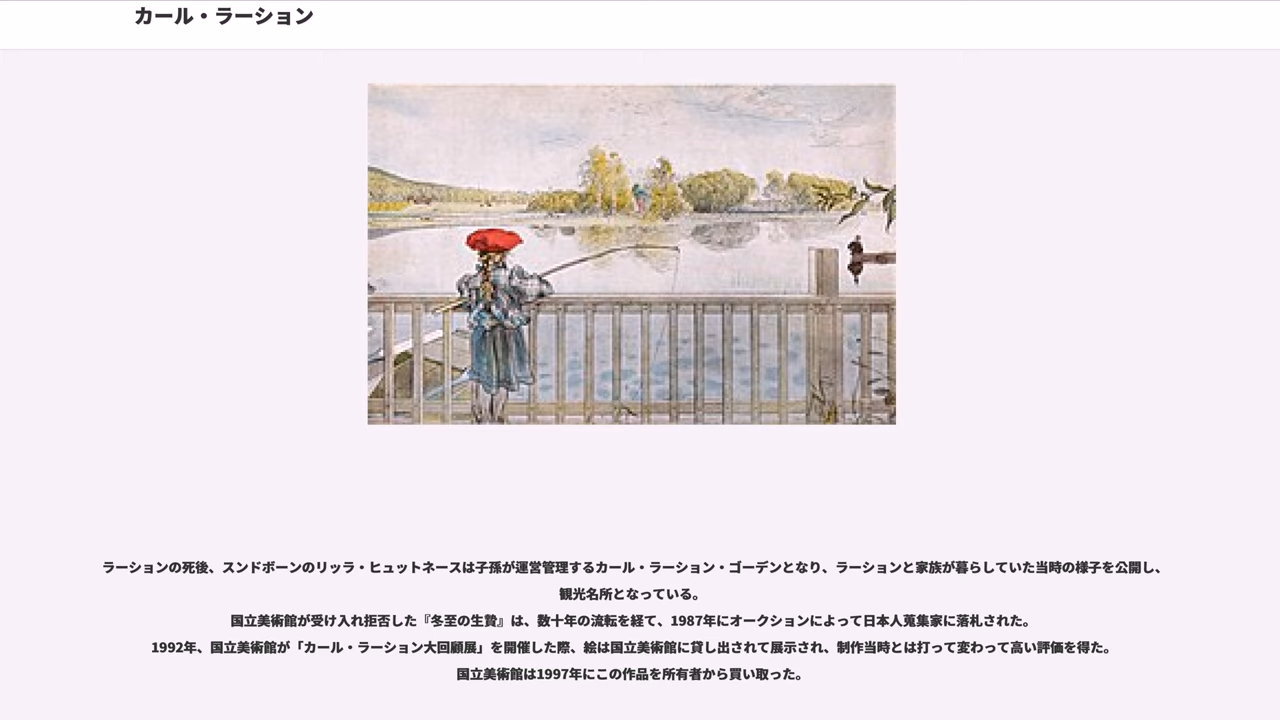 カール・ラーション
ラーションの死後、スンドボーンのリッラ・ヒュットネースは子孫が運営管理するカール・ラーション・ゴーデンとなり、ラーションと家族が暮らしていた当時の様子を公開し、
観光名所となっている。
国立美術館が受け入れ拒否した『冬至の生贄』は、数十年の流転を経て、1987年にオークションによって日本人蒐集家に落札された。
1992年、国立美術館が「カール・ラーション大回顧展」を開催した際、絵は国立美術館に貸し出されて展示され、制作当時とは打って変わって高い評価を得た。
国立美術館は1997年にこの作品を所有者から買い取った。